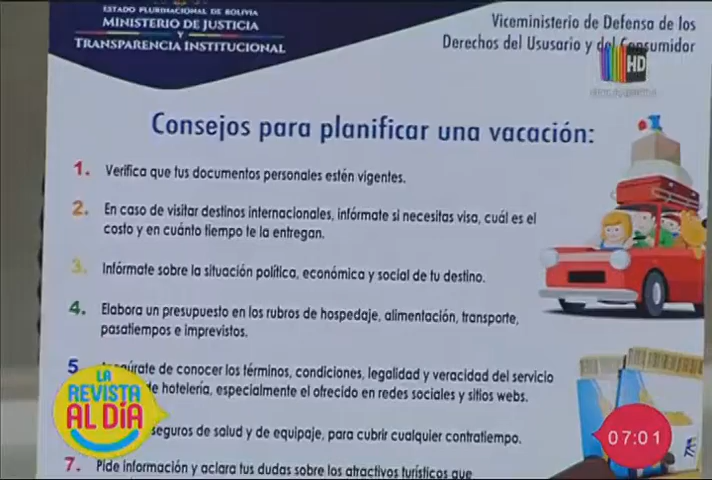 ESTADO PLURINACIONAL DE BOLIVIA
MINISTERIO DE JUSTICIA
Y
TRANSPARENCIA INSTITUCIONAL
Viceministerio de Defensa de los
Derechos del Ususario y del Consumidor
HD
Consejos para planificar una vacación:
1. Verifica que tus documentos personales estén vigentes.
2. En caso de visitar destinos internacionales, infórmate si necesitas visa, cuál es el
costo y en cuánto tiempo te la entregan.
3. Infórmate sobre la situación política, económica y social de tu destino.
4. Elabora un presupuesto en los rubros de hospedaje, alimentación, transporte,
pasatiempos e imprevistos.
5 de conocer los términos, condiciones, legalidad y veracidad del servicio
de hotelería, especialmente el ofrecido en redes sociales y sitios webs.
seguros de salud y de equipaje, para cubrir cualquier contratiempo.
7. Pide información y aclara tus dudas sobre los atractivos turísticos que
LA
REVISTA
AL DÍA
07:01